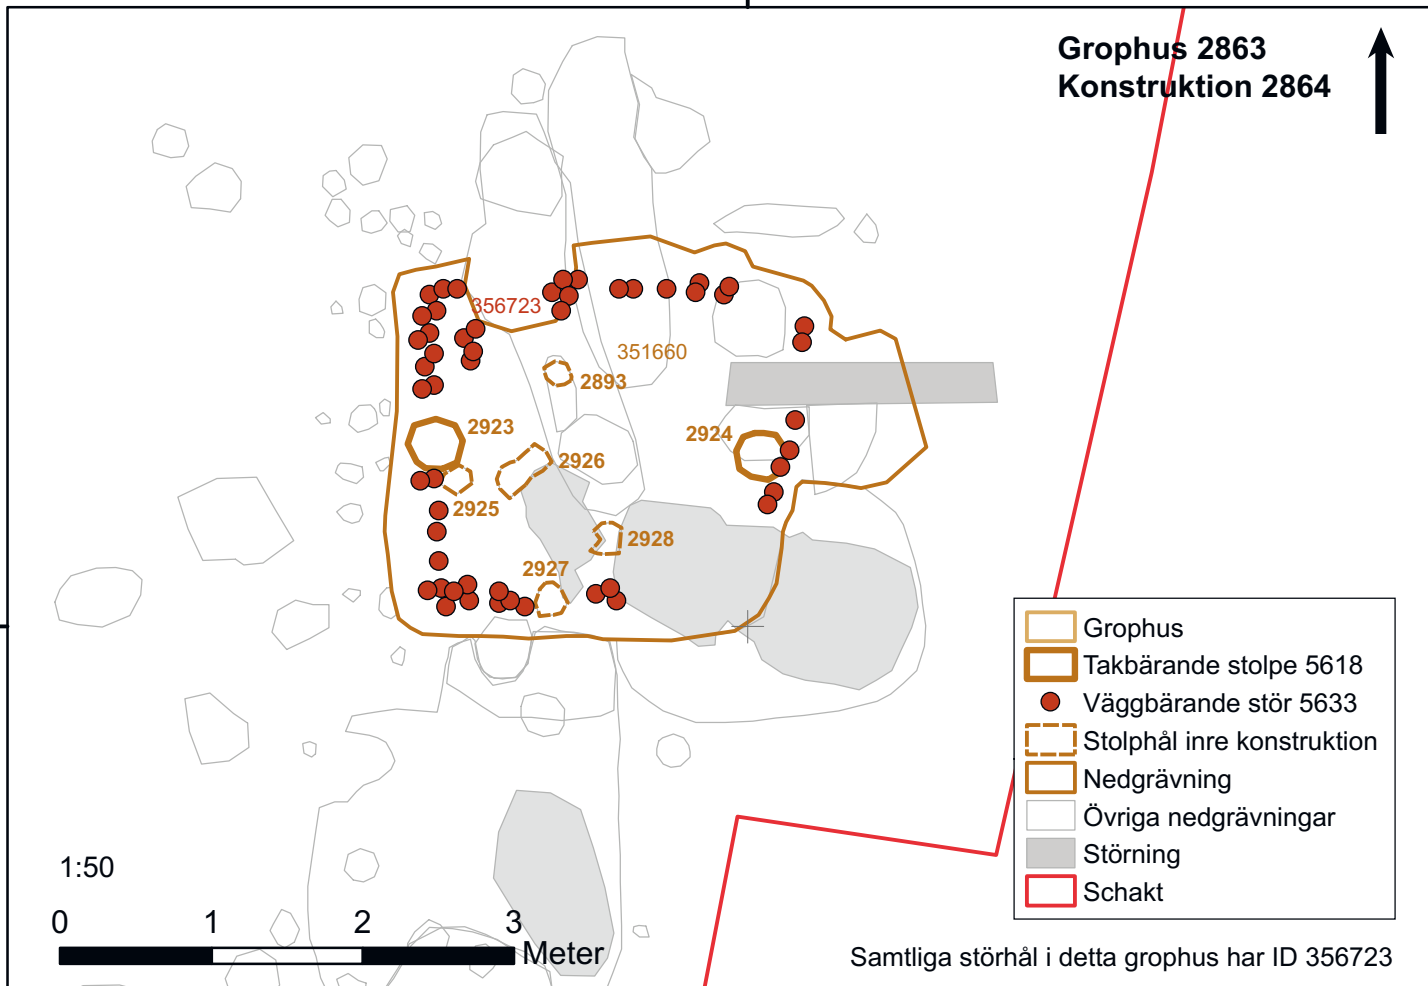 Grophus 2863
Konstruktion 2864
356723
351660
2893
2923
2924
2926
2925
2928
2927
Grophus
Takbärande stolpe 5618
Väggbärande stör 5633
Stolphål inre konstruktion
Nedgrävning
Övriga nedgrävningar
Störning
Schakt
1:50
0 1 2 3
Meter
Samtliga störhål i detta grophus har ID 356723